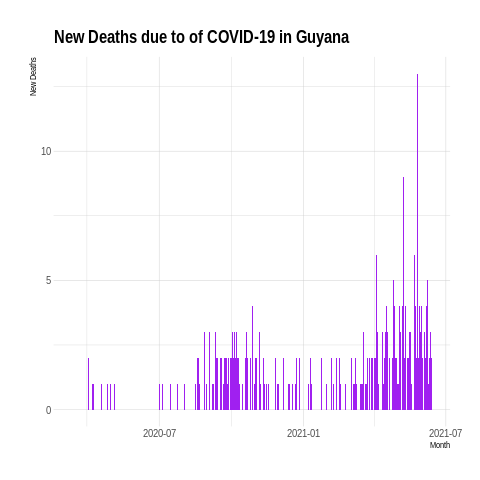 New Deaths due to of COVID-19 in Guyana
New Deaths
10
5
0
2020-07
2021-01
2021-07
Month